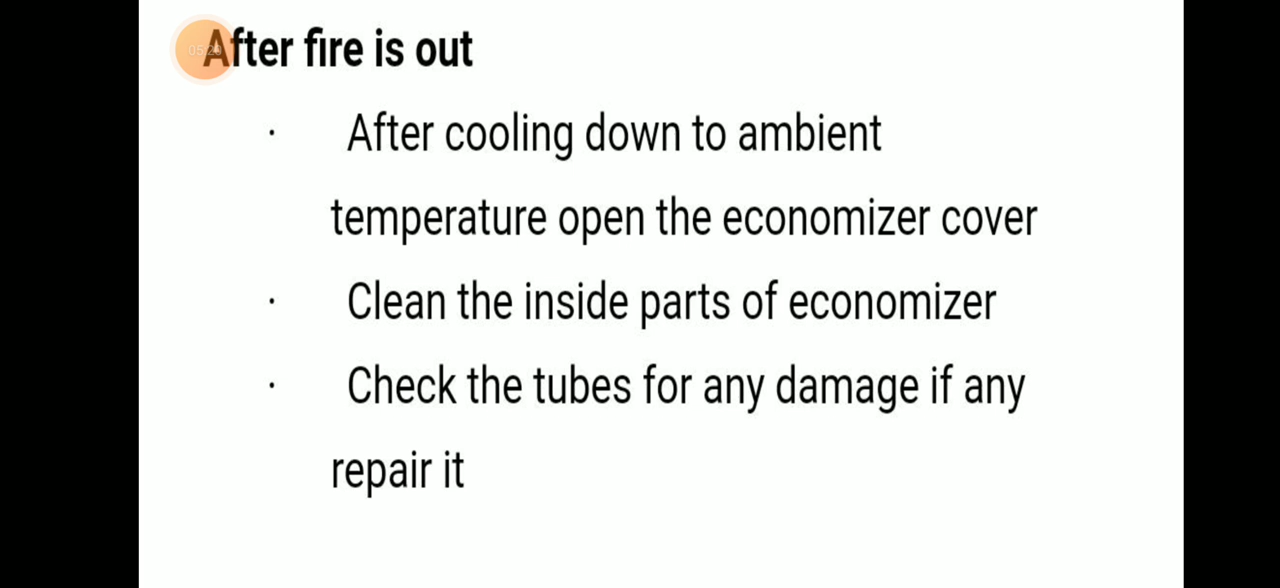 After fire is out
· After cooling down to ambient
temperature open the economizer cover
· Clean the inside parts of economizer
· Check the tubes for any damage if any
repair it